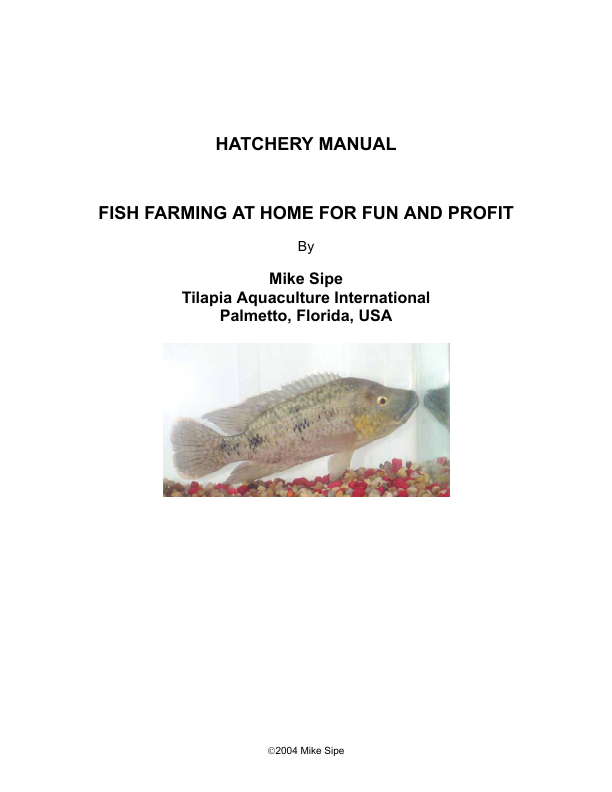 HATCHERY MANUAL
FISH FARMING AT HOME FOR FUN AND PROFIT
By
Mike Sipe
Tilapia Aquaculture International
Palmetto, Florida, USA
©2004 Mike Sipe